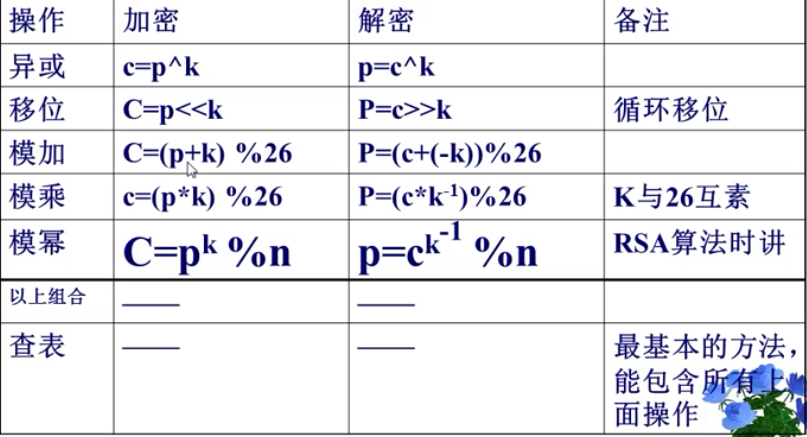 操作 加密 解密 备注
异或 c=p^k p=c^k
移位 C=p<<k P=c>>k 循环移位
模加 C=(p+k) %26 P=(c+(-k))%26
模乘 c=(p*k) %26 P=(c*k⁻¹)%26 K与26互素
模幂 C=pᵏ %n p=cᵏ⁻¹ %n RSA算法时讲
以上组合 —— ——
查表 —— —— 最基本的方法，
能包含所有上
面操作